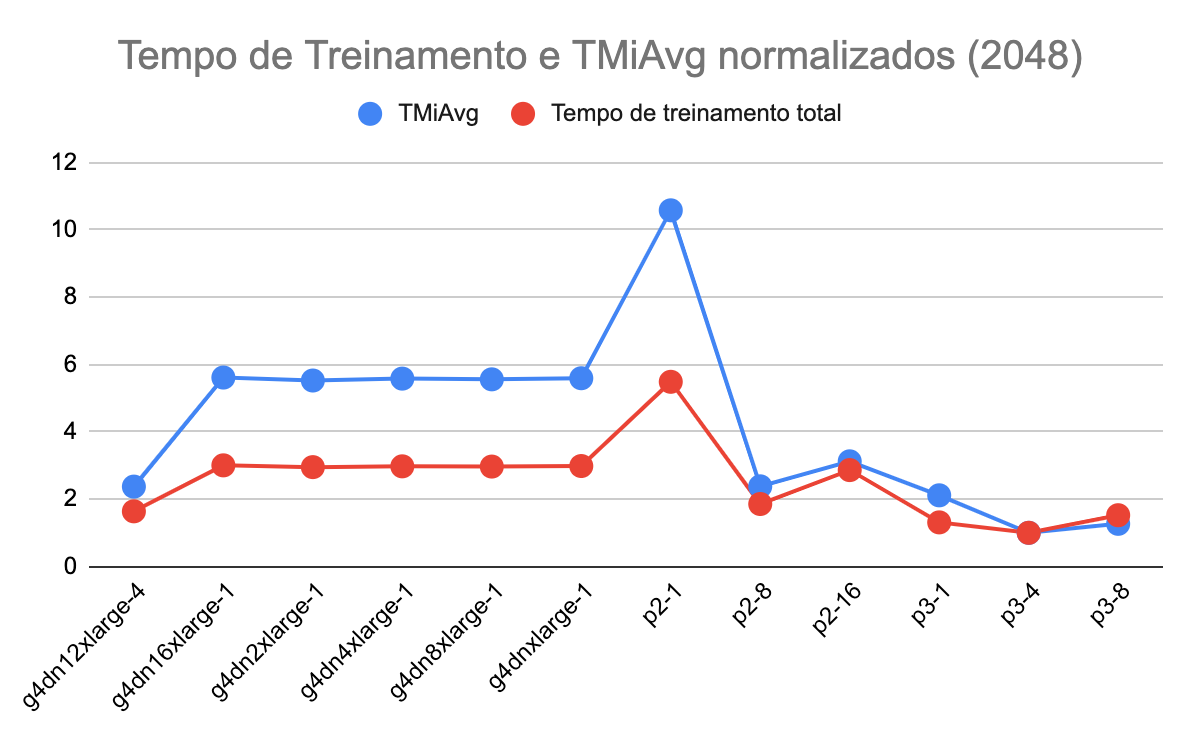 Tempo de Treinamento e TMiAvg normalizados (2048)
TMiAvg
Tempo de treinamento total
12
10
8
6
4
2
0
g4dn12xlarge-4
g4dn16xlarge-1
g4dn2xlarge-1
g4dn4xlarge-1
g4dn8xlarge-1
g4dnxlarge-1
p2-1
p2-8
p2-16
p3-1
p3-4
p3-8